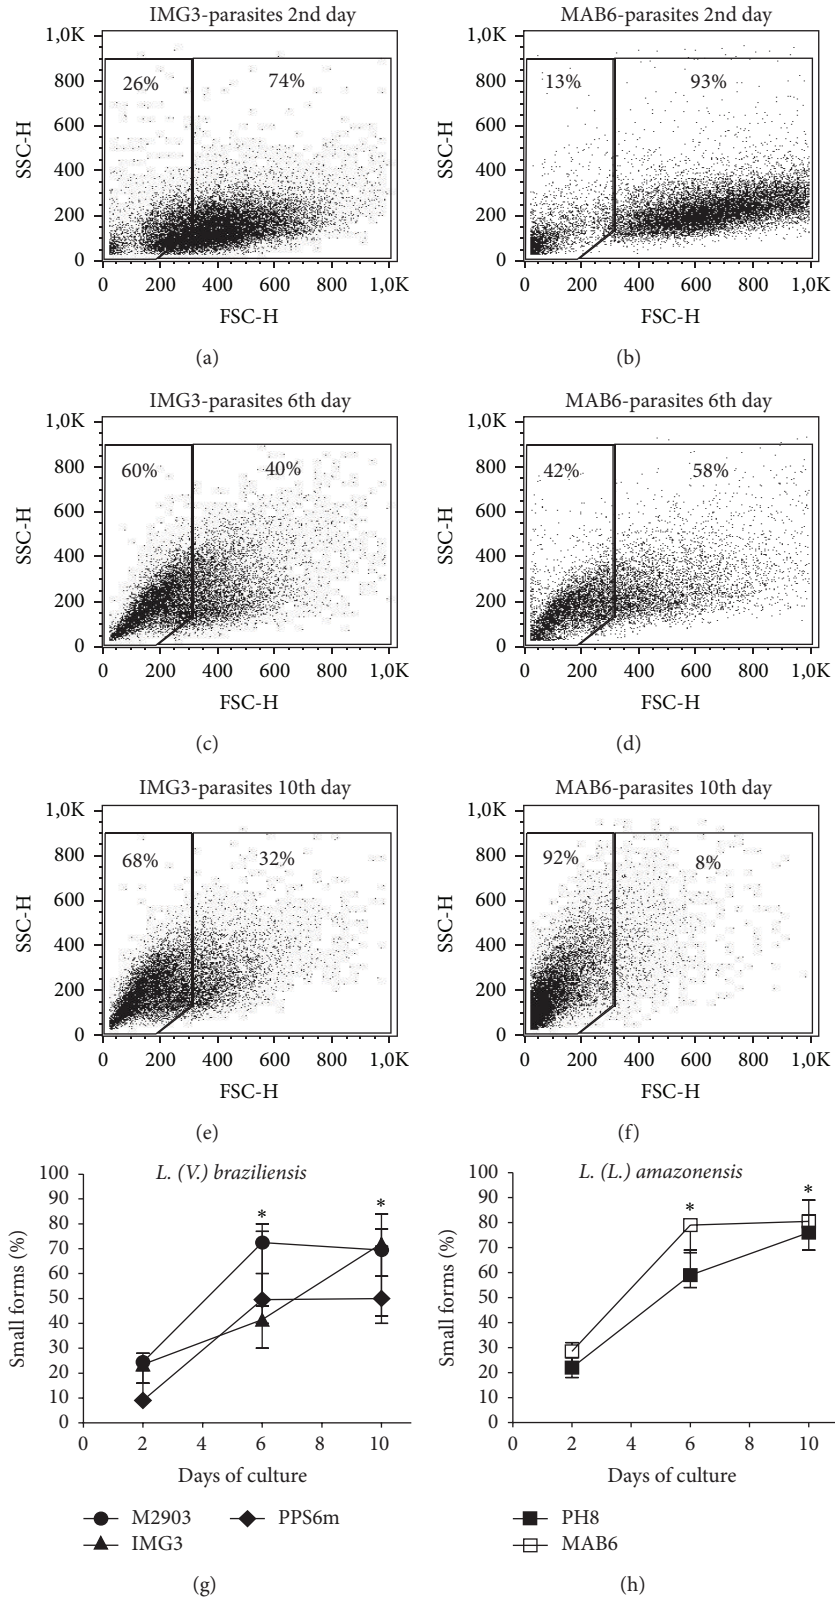 IMG3-parasites 2nd day
1,0K
800
600
400
200
0
SSC-H
26%
74%
0 200 400 600 800 1,0K
FSC-H
(a)
MAB6-parasites 2nd day
1,0K
800
600
400
200
0
SSC-H
13%
93%
0 200 400 600 800 1,0K
FSC-H
(b)
IMG3-parasites 6th day
1,0K
800
600
400
200
0
SSC-H
60%
40%
0 200 400 600 800 1,0K
FSC-H
(c)
MAB6-parasites 6th day
1,0K
800
600
400
200
0
SSC-H
42%
58%
0 200 400 600 800 1,0K
FSC-H
(d)
IMG3-parasites 10th day
1,0K
800
600
400
200
0
SSC-H
68%
32%
0 200 400 600 800 1,0K
FSC-H
(e)
MAB6-parasites 10th day
1,0K
800
600
400
200
0
SSC-H
92%
8%
0 200 400 600 800 1,0K
FSC-H
(f)
L. (V.) braziliensis
100
90
80
70
60
50
40
30
20
10
0
Small forms (%)
* *
0 2 4 6 8 10
Days of culture
M2903 PPS6m
IMG3
(g)
L. (L.) amazonensis
100
90
80
70
60
50
40
30
20
10
0
Small forms (%)
* *
0 2 4 6 8 10
Days of culture
PH8
MAB6
(h)